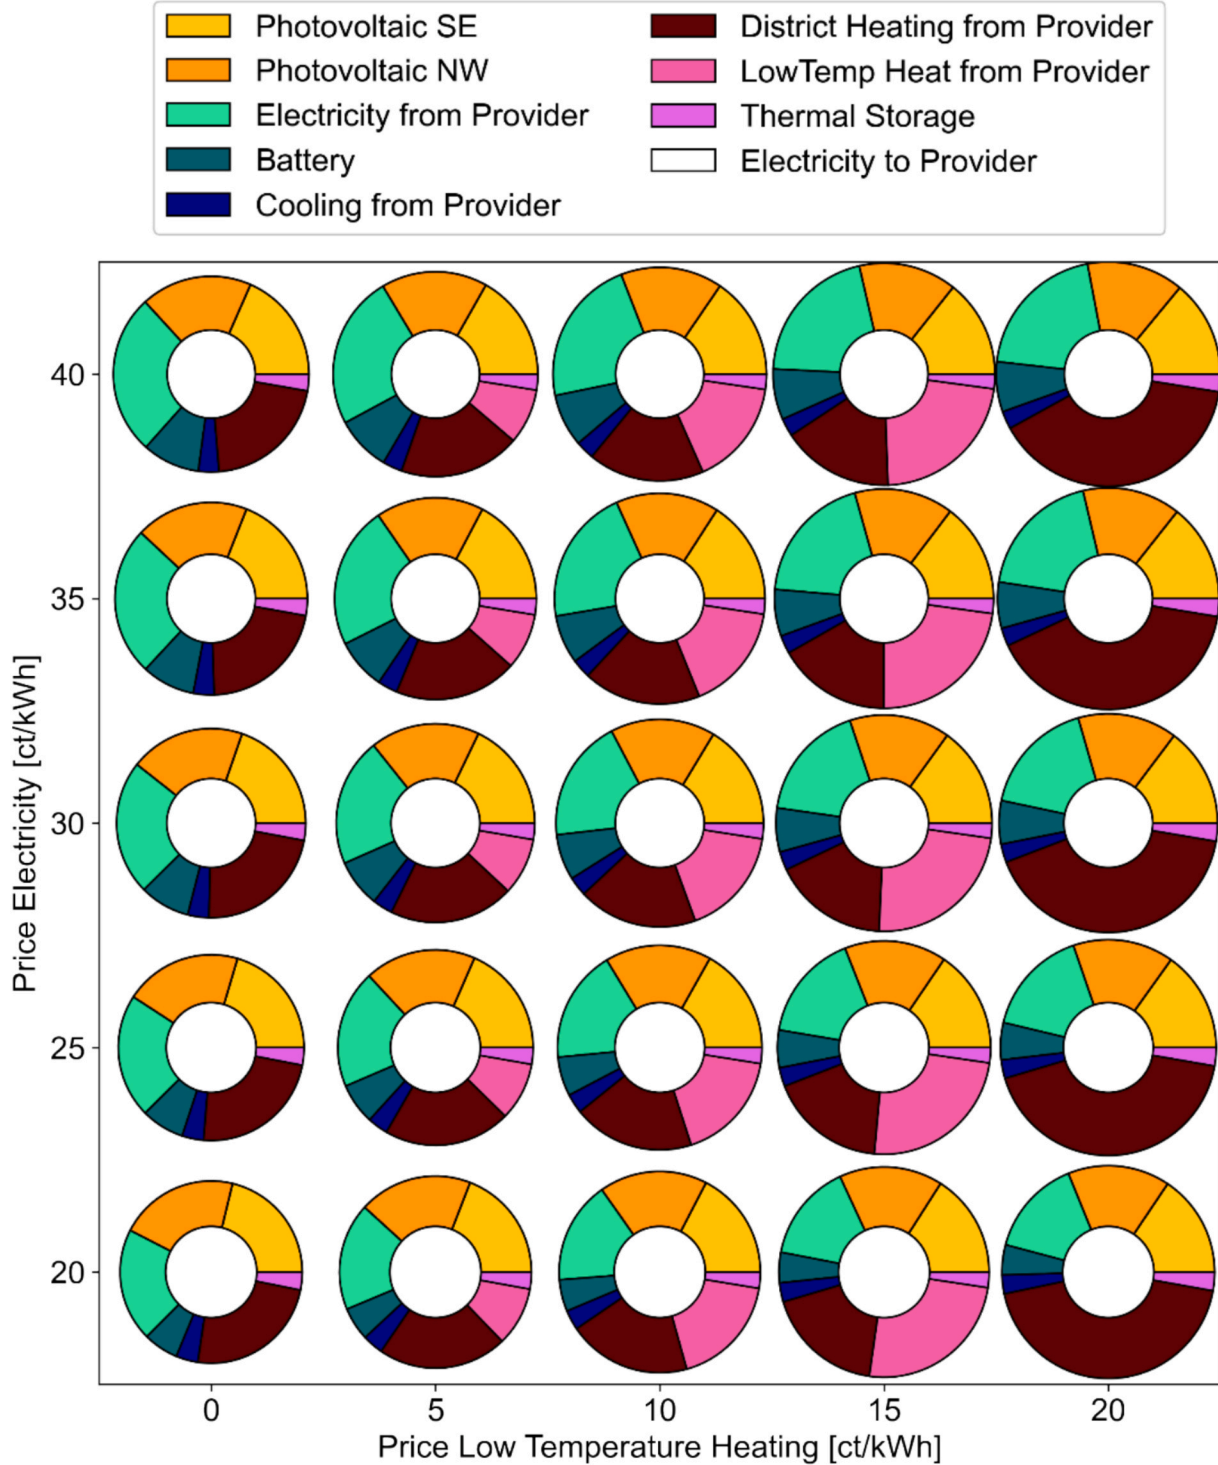 Photovoltaic SE
Photovoltaic NW
Electricity from Provider
Battery
Cooling from Provider
District Heating from Provider
LowTemp Heat from Provider
Thermal Storage
Electricity to Provider
Price Electricity [ct/kWh]
40
35
30
25
20
0 5 10 15 20
Price Low Temperature Heating [ct/kWh]